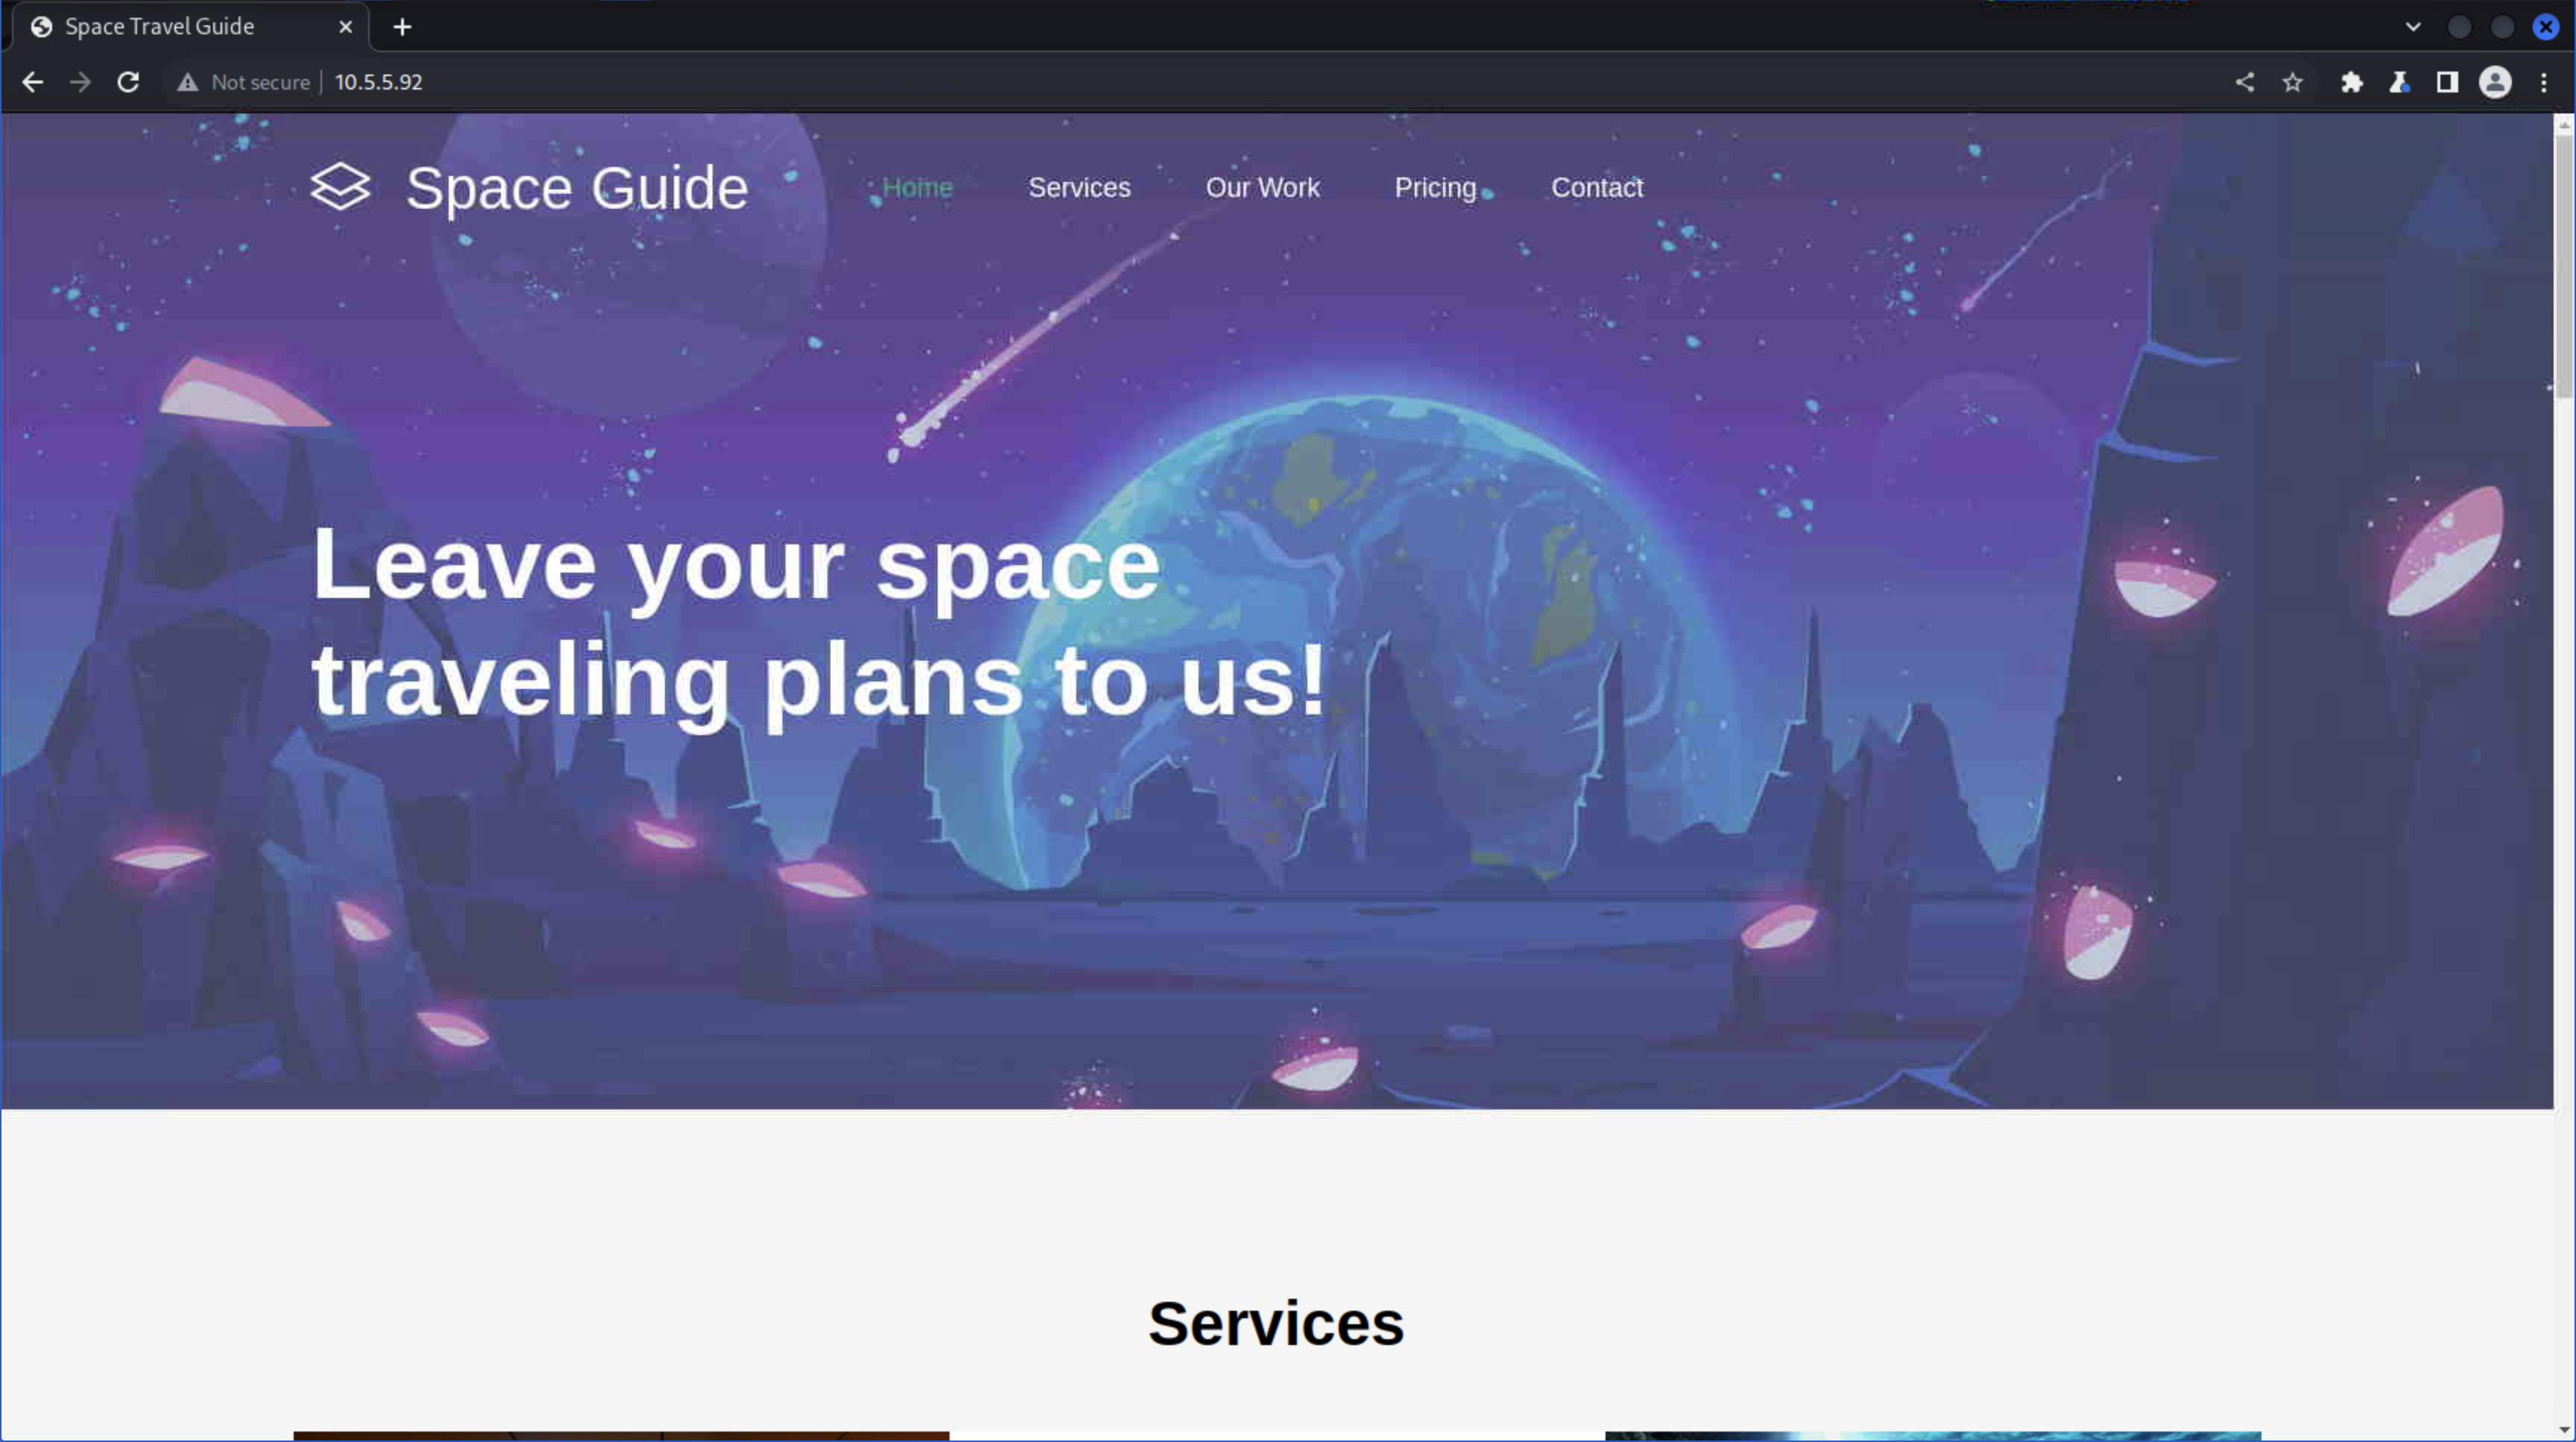 Space Travel Guide
Not secure 10.5.5.92
Space Guide Home Services Our Work Pricing Contact
Leave your space
traveling plans to us!
Services